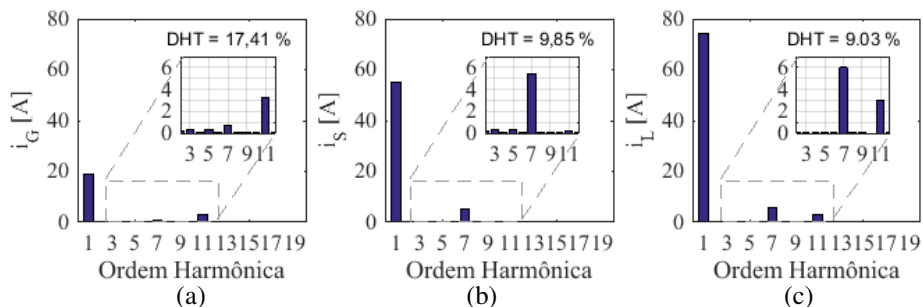 80
60
40
20
0
i_G [A]
DHT = 17,41 %
6
4
2
0
3 5 7 9 11
1 3 5 7 9 11 13 15 17 19
Ordem Harmônica
(a)
80
60
40
20
0
i_S [A]
DHT = 9,85 %
6
4
2
0
3 5 7 9 11
1 3 5 7 9 11 13 15 17 19
Ordem Harmônica
(b)
80
60
40
20
0
i_L [A]
DHT = 9.03 %
6
4
2
0
3 5 7 9 11
1 3 5 7 9 11 13 15 17 19
Ordem Harmônica
(c)